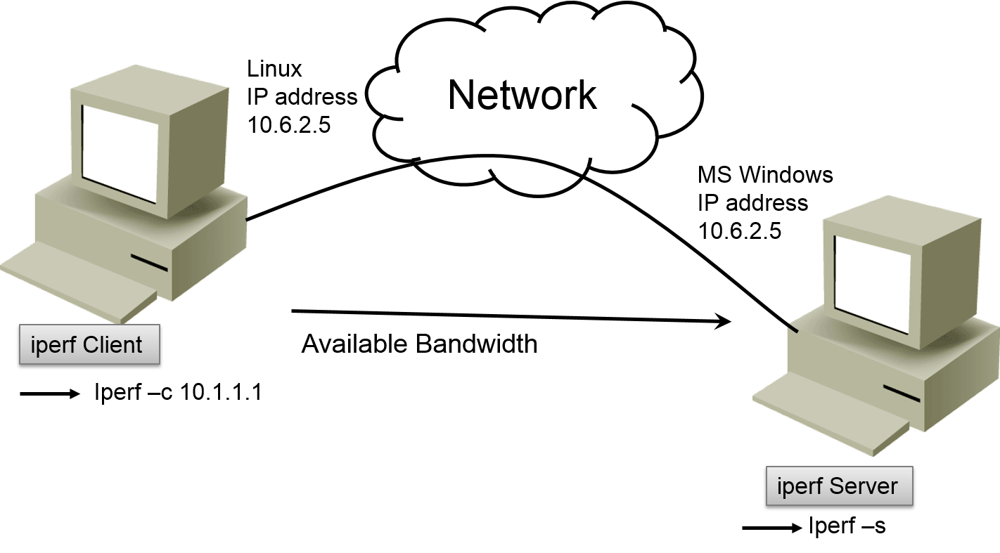 Linux
IP address
10.6.2.5
Network
MS Windows
IP address
10.6.2.5
Available Bandwidth
iperf Client
Iperf –c 10.1.1.1
iperf Server
Iperf –s